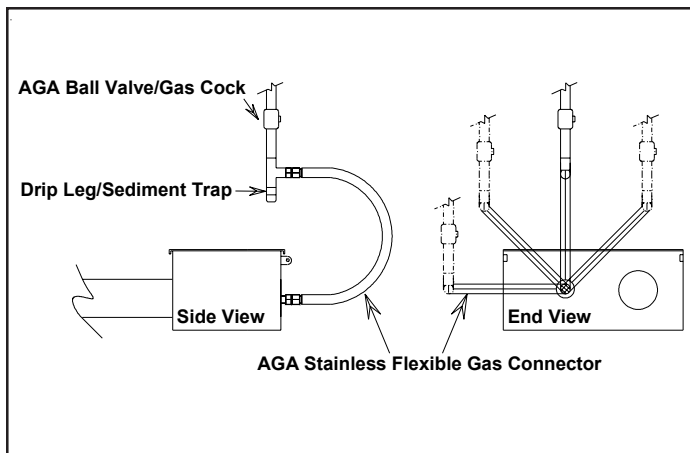 AGA Ball Valve/Gas Cock
Drip Leg/Sediment Trap
Side View
End View
AGA Stainless Flexible Gas Connector